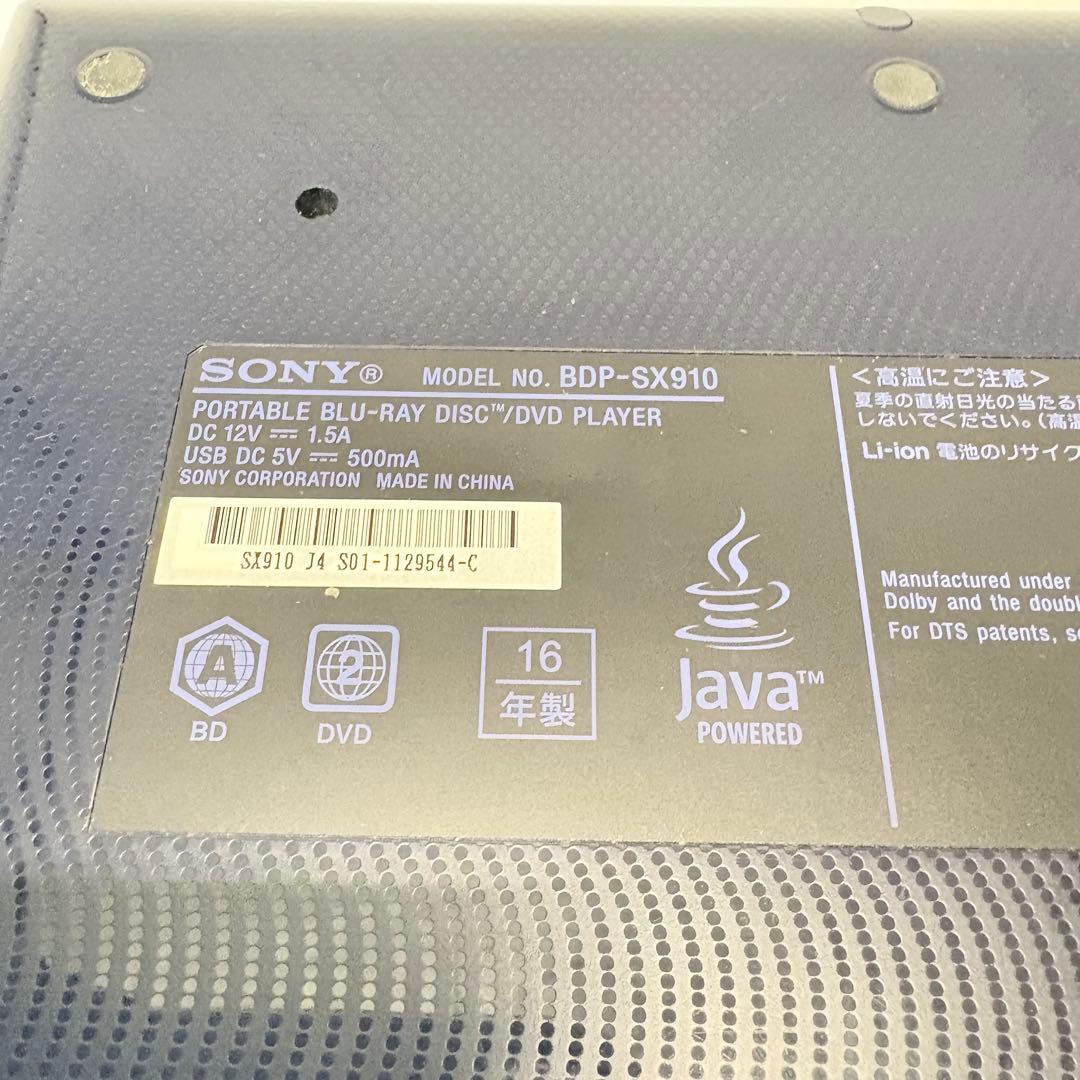 SONY® MODEL NO. BDP-SX910
PORTABLE BLU-RAY DISC™/DVD PLAYER
DC 12V ⎓ 1.5A
USB DC 5V ⎓ 500mA
SONY CORPORATION MADE IN CHINA
SX910 J4 S01-1129544-C
A
BD
2
DVD
16
年製
Java™
POWERED
<高温にご注意>
夏季の直射日光の当たる
しないでください。(高温
Li-ion 電池のリサイク
Manufactured under
Dolby and the doubl
For DTS patents, se